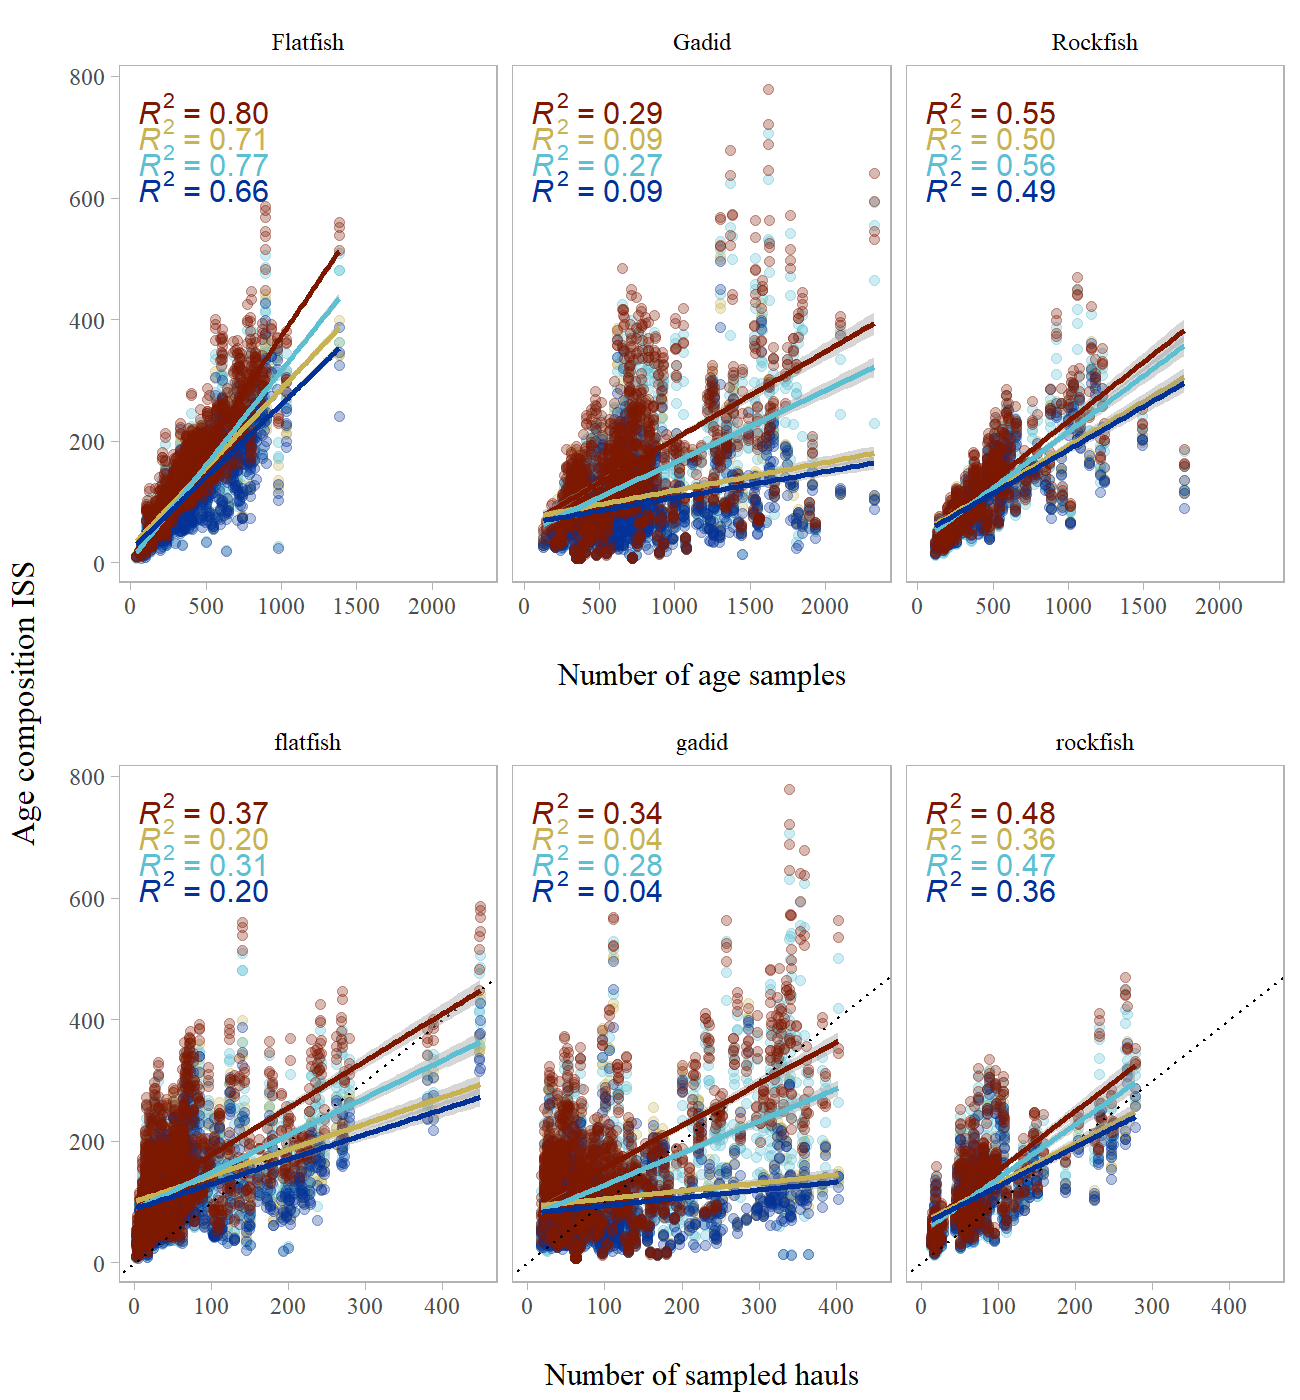 Flatfish
Gadid
Rockfish
Age composition ISS
800
600
400
200
0
R² = 0.80
R² = 0.71
R² = 0.77
R² = 0.66
R² = 0.29
R² = 0.09
R² = 0.27
R² = 0.09
R² = 0.55
R² = 0.50
R² = 0.56
R² = 0.49
0 500 1000 1500 2000
0 500 1000 1500 2000
0 500 1000 1500 2000
Number of age samples
flatfish
gadid
rockfish
800
600
400
200
0
R² = 0.37
R² = 0.20
R² = 0.31
R² = 0.20
R² = 0.34
R² = 0.04
R² = 0.28
R² = 0.04
R² = 0.48
R² = 0.36
R² = 0.47
R² = 0.36
0 100 200 300 400
0 100 200 300 400
0 100 200 300 400
Number of sampled hauls